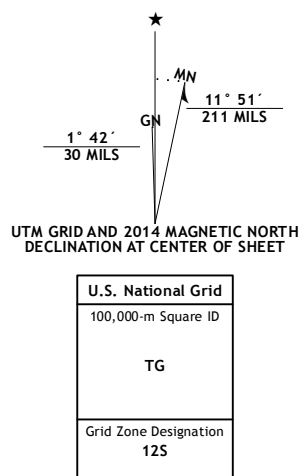 ★
MN
GN
11° 51´
211 MILS
1° 42´
30 MILS
UTM GRID AND 2014 MAGNETIC NORTH
DECLINATION AT CENTER OF SHEET
U.S. National Grid
100,000-m Square ID
TG
Grid Zone Designation
12S